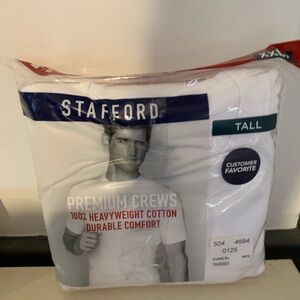 STAFFORD
TALL
CUSTOMER
FAVORITE
PREMIUM CREWS
100% HEAVYWEIGHT COTTON
DURABLE COMFORT
504 4694
0125